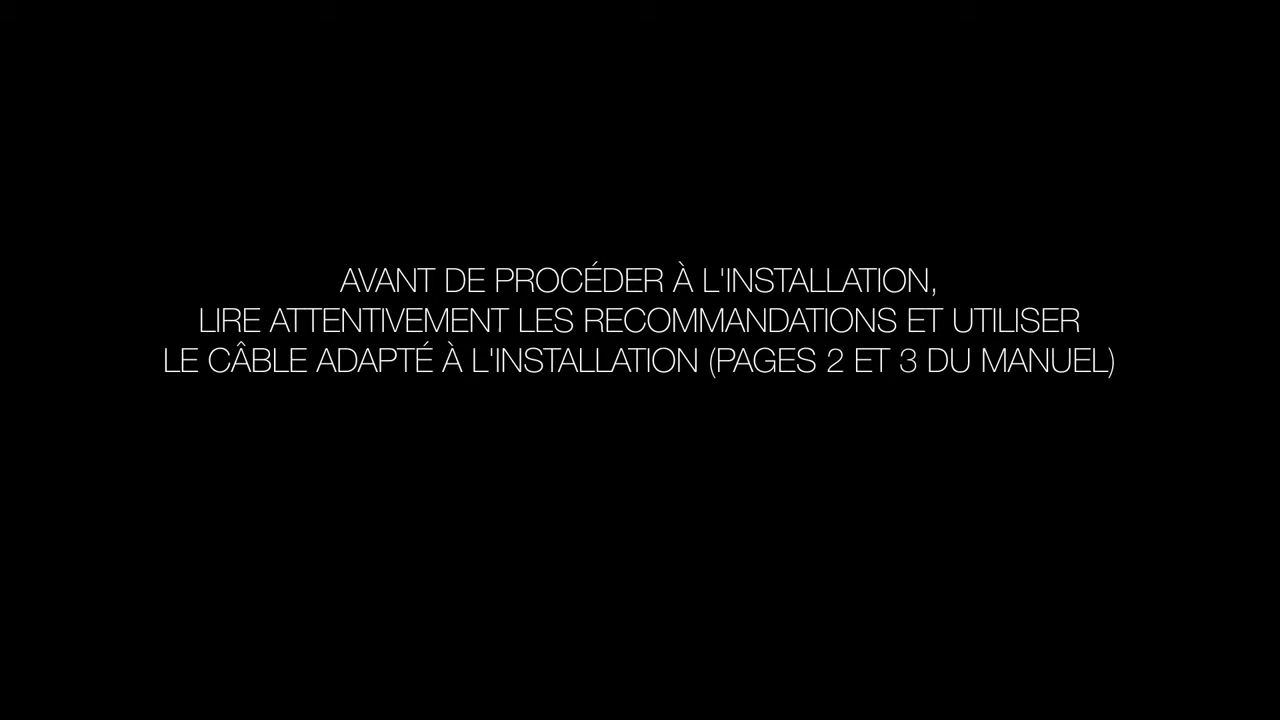 AVANT DE PROCÉDER À L'INSTALLATION,
LIRE ATTENTIVEMENT LES RECOMMANDATIONS ET UTILISER
LE CÂBLE ADAPTÉ À L'INSTALLATION (PAGES 2 ET 3 DU MANUEL)